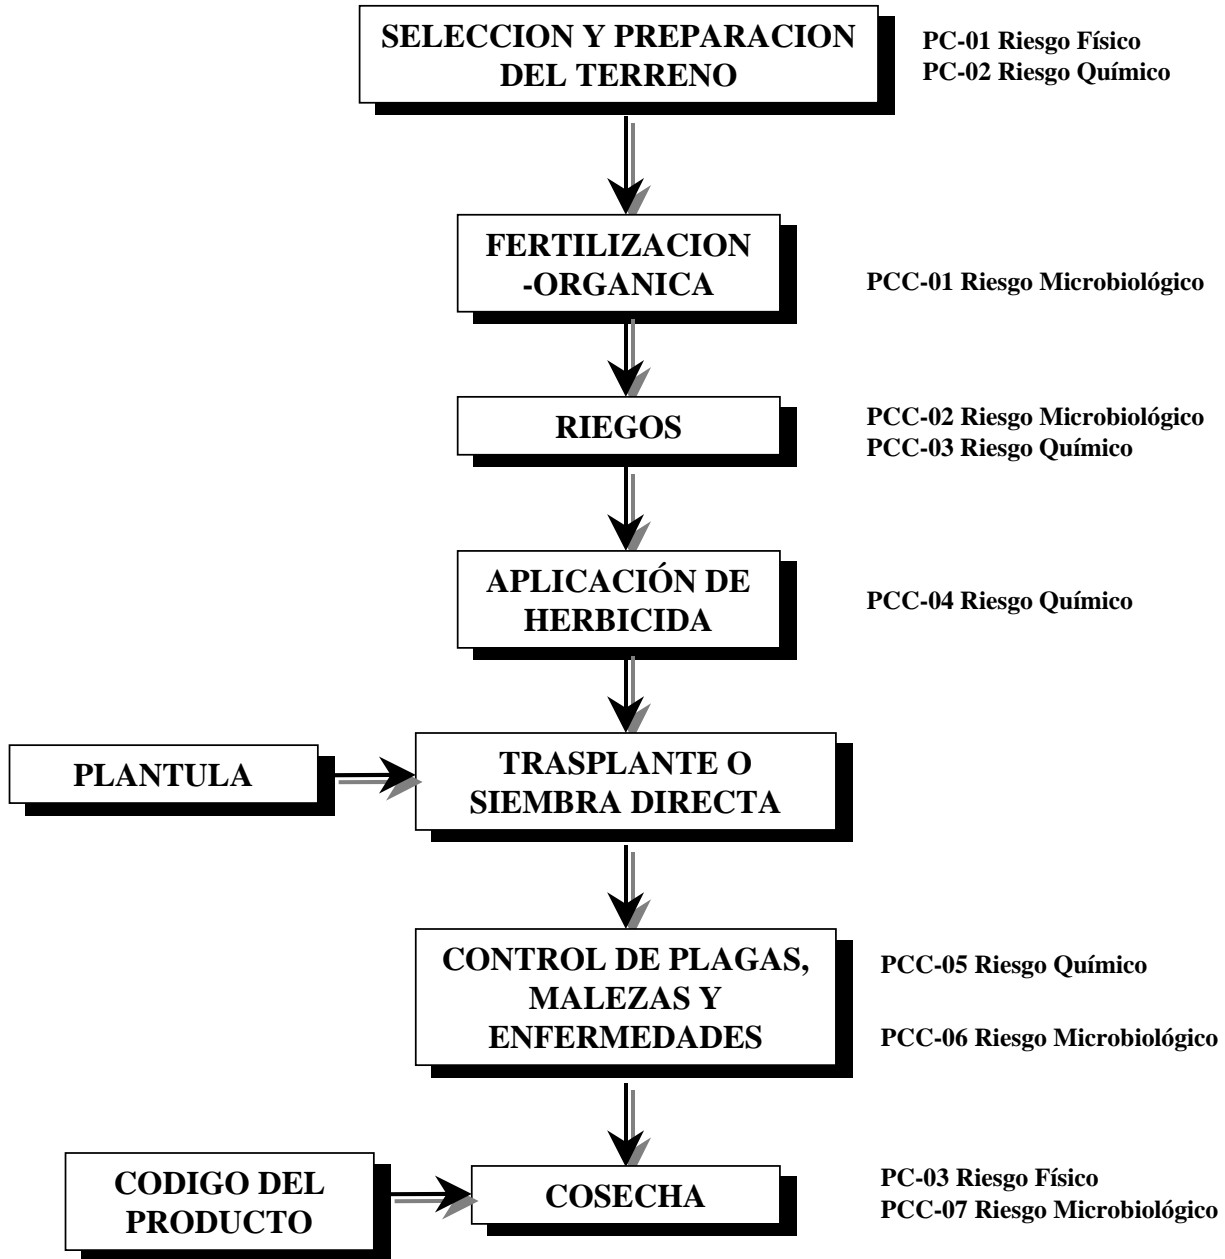 SELECCION Y PREPARACION
DEL TERRENO
PC-01 Riesgo Físico
PC-02 Riesgo Químico
FERTILIZACION
-ORGANICA
PCC-01 Riesgo Microbiológico
RIEGOS
PCC-02 Riesgo Microbiológico
PCC-03 Riesgo Químico
APLICACIÓN DE
HERBICIDA
PCC-04 Riesgo Químico
PLANTULA
TRASPLANTE O
SIEMBRA DIRECTA
CONTROL DE PLAGAS,
MALEZAS Y
ENFERMEDADES
PCC-05 Riesgo Químico
PCC-06 Riesgo Microbiológico
CODIGO DEL
PRODUCTO
COSECHA
PC-03 Riesgo Físico
PCC-07 Riesgo Microbiológico